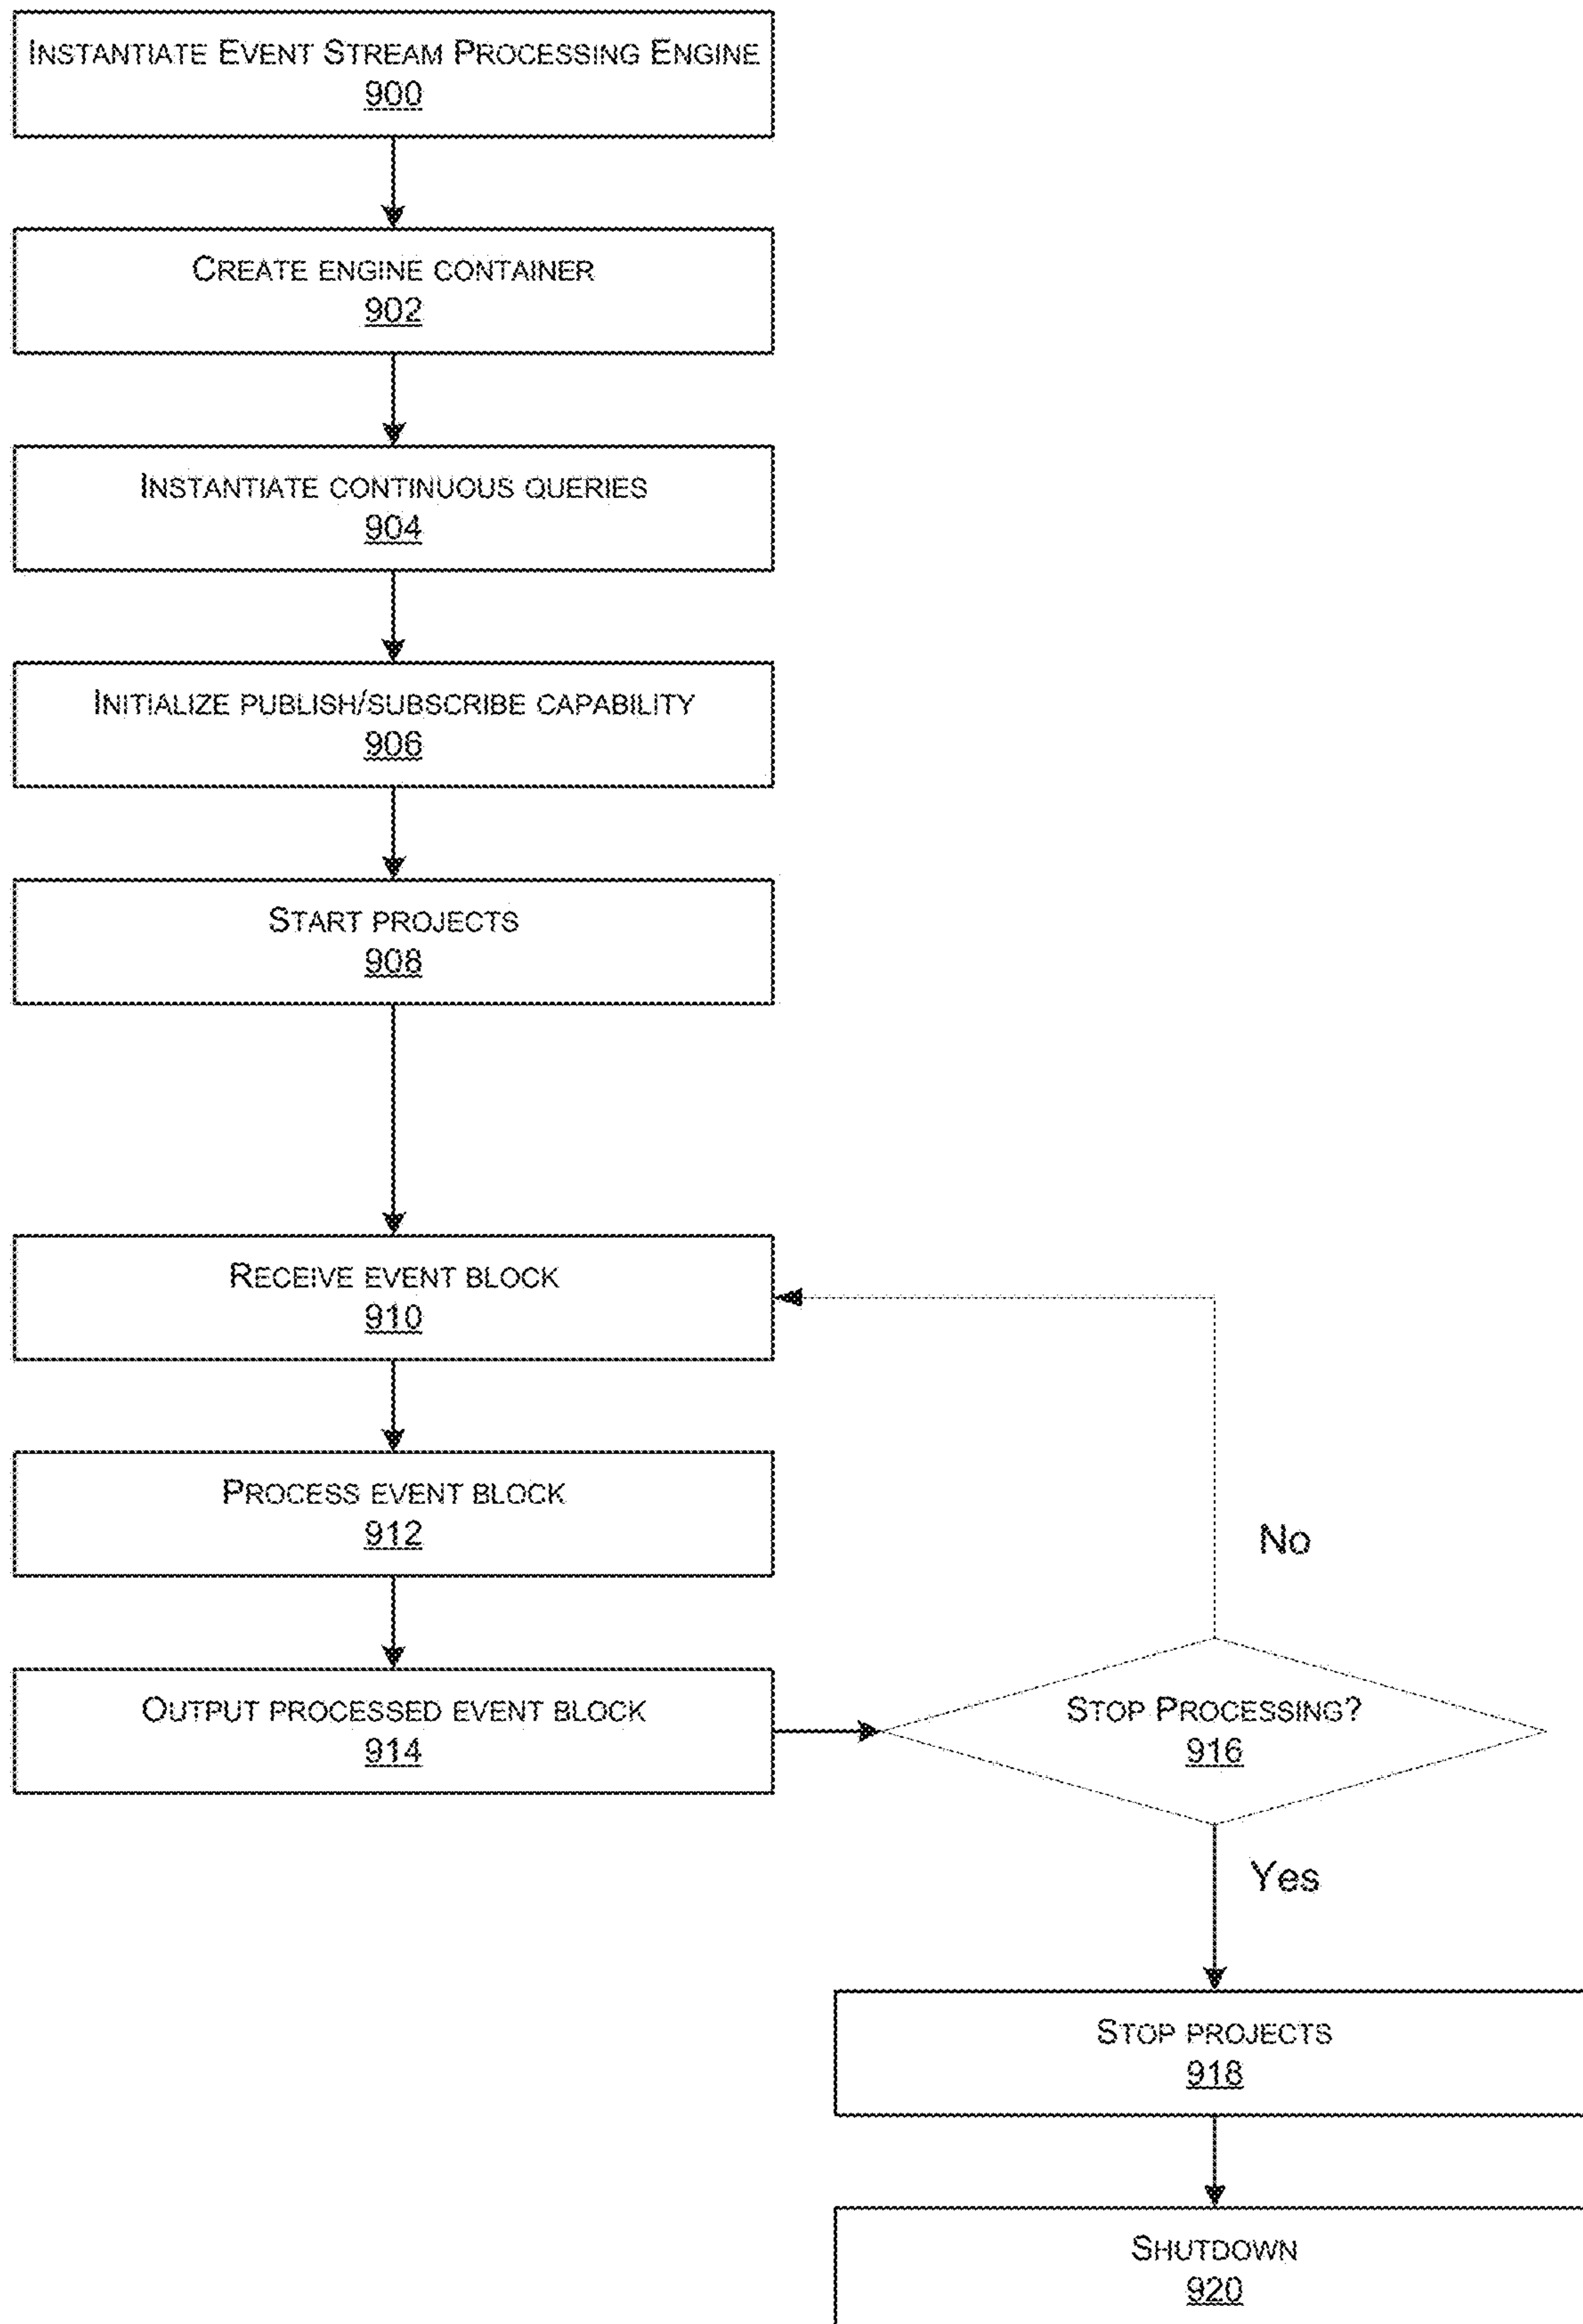 INSTANTIATE EVENT STREAM PROCESSING ENGINE
900
CREATE ENGINE CONTAINER
902
INSTANTIATE CONTINUOUS QUERIES
904
INITIALIZE PUBLISH/SUBSCRIBE CAPABILITY
906
START PROJECTS
908
RECEIVE EVENT BLOCK
910
PROCESS EVENT BLOCK
912
No
OUTPUT PROCESSED EVENT BLOCK
914
STOP PROCESSING?
916
Yes
STOP PROJECTS
918
SHUTDOWN
920